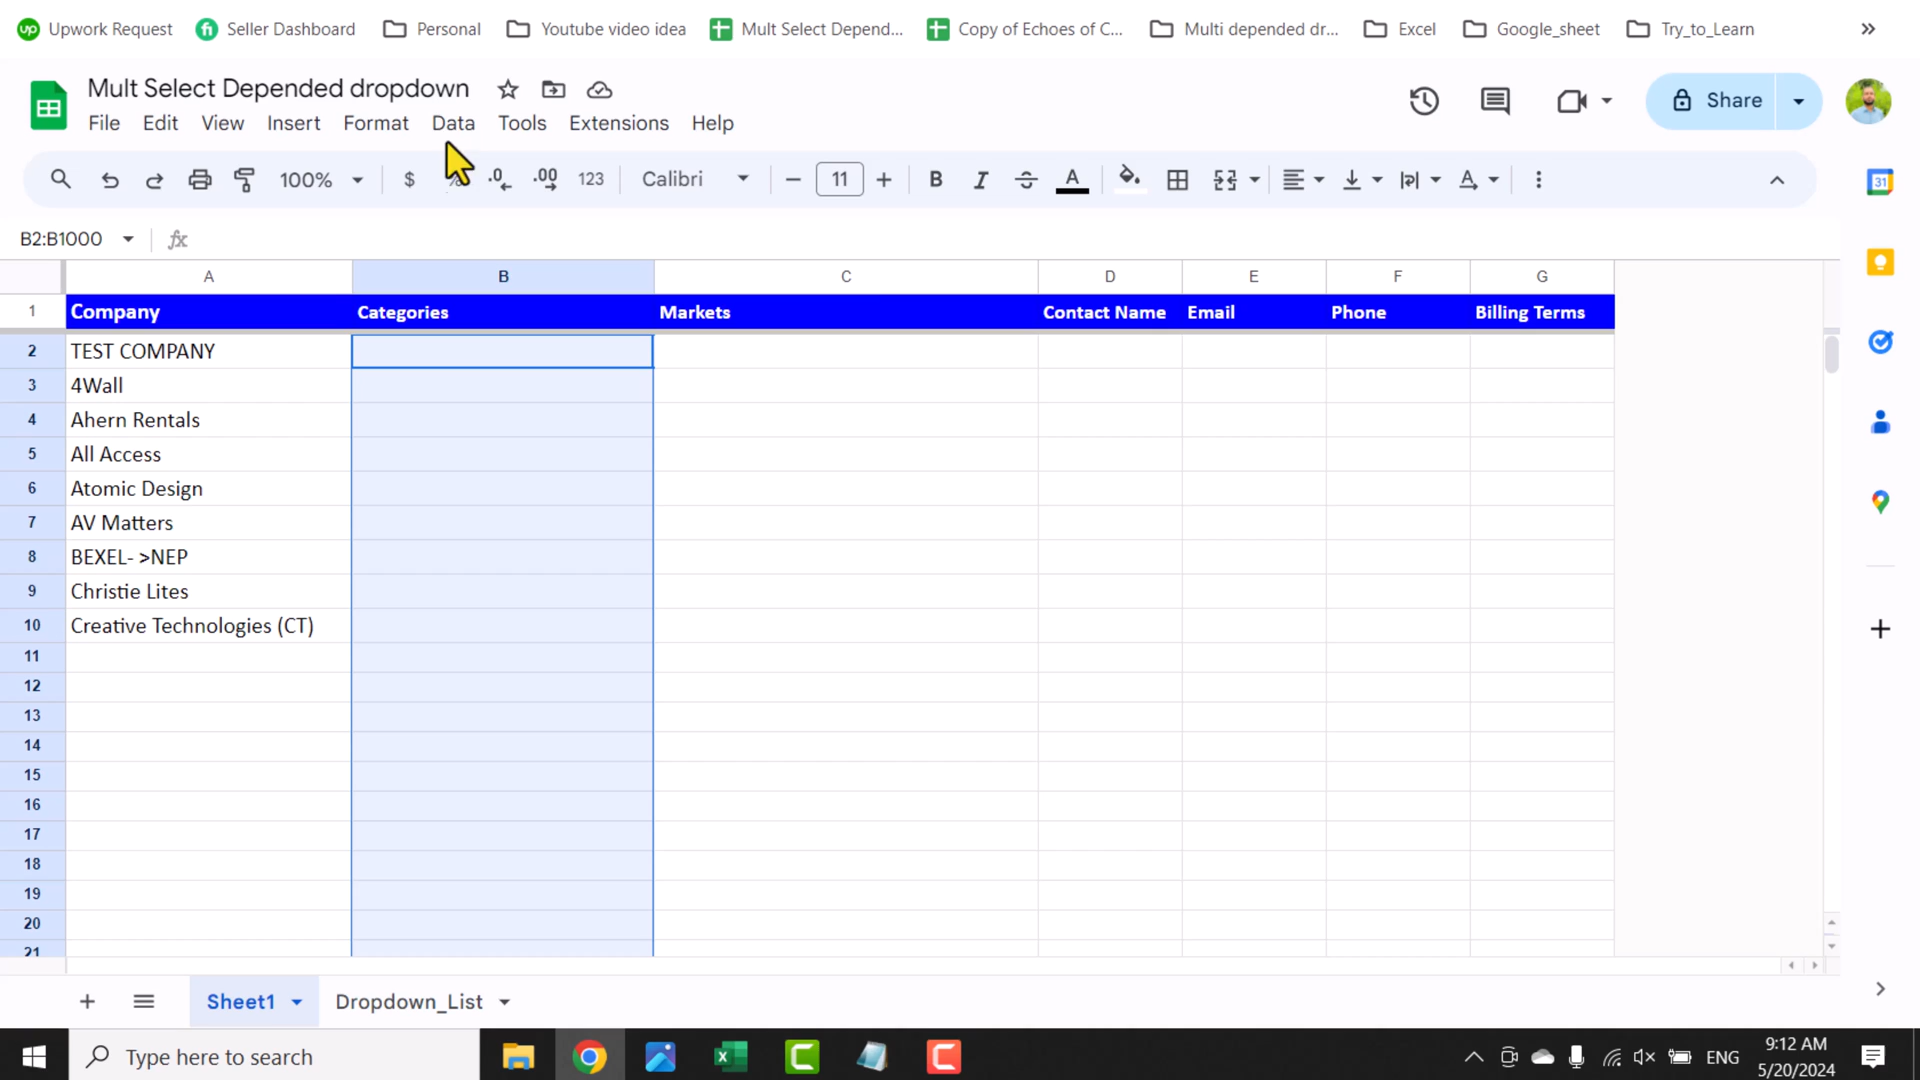 up Upwork Request fi Seller Dashboard Personal Youtube video idea Mult Select Depend... Copy of Echoes of C... Multi depended dr... Excel Google_sheet Try_to_Learn »
Mult Select Depended dropdown
File Edit View Insert Format Data Tools Extensions Help
Share
100% $ % .0 .00 123 Calibri − 11 + B I S A
B2:B1000 fx
31
A B C D E F G
1 Company Categories Markets Contact Name Email Phone Billing Terms
2 TEST COMPANY
3 4Wall
4 Ahern Rentals
5 All Access
6 Atomic Design
7 AV Matters
8 BEXEL- >NEP
9 Christie Lites
10 Creative Technologies (CT)
11
12
13
14
15
16
17
18
19
20
21
+ Sheet1 Dropdown_List
Type here to search ENG 9:12 AM
5/20/2024